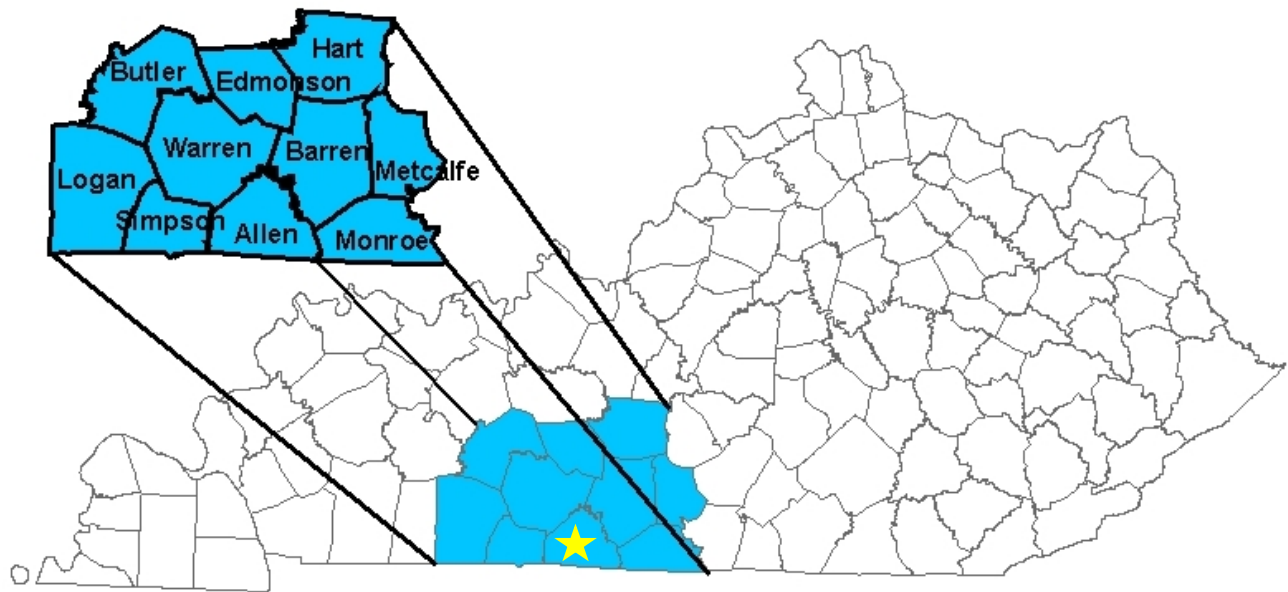 Hart
Butler
Edmonson
Warren
Barren
Logan
Metcalfe
Simpson
Allen
Monroe